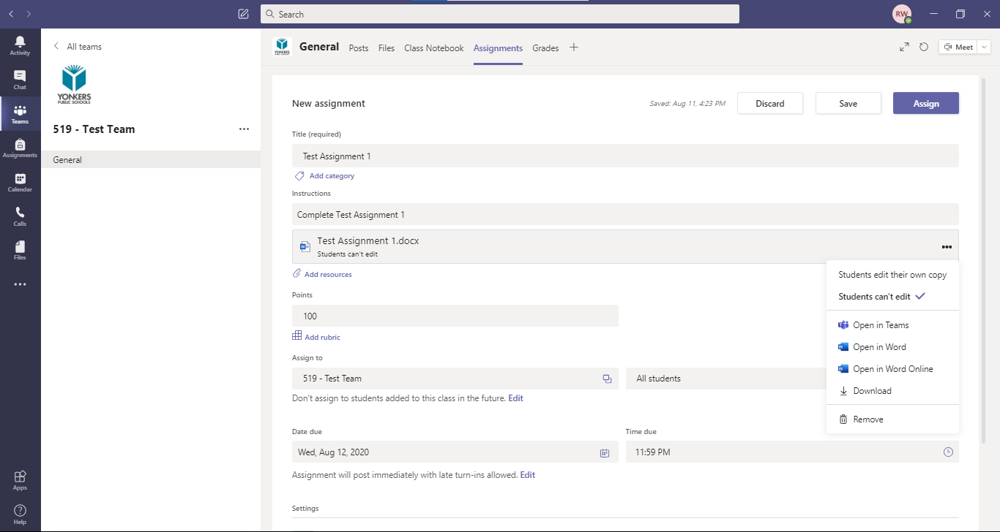 Search
RW
Activity
Chat
Teams
Assignments
Calendar
Calls
Files
Apps
Help
All teams
YONKERS
PUBLIC SCHOOLS
519 - Test Team
General
YONKERS
General Posts Files Class Notebook Assignments Grades
Meet
New assignment
Saved: Aug 11, 4:23 PM
Discard
Save
Assign
Title (required)
Test Assignment 1
Add category
Instructions
Complete Test Assignment 1
Test Assignment 1.docx
Students can't edit
Add resources
Students edit their own copy
Students can't edit
Open in Teams
Open in Word
Open in Word Online
Download
Remove
Points
100
Add rubric
Assign to
519 - Test Team
All students
Don't assign to students added to this class in the future. Edit
Date due
Wed, Aug 12, 2020
Time due
11:59 PM
Assignment will post immediately with late turn-ins allowed. Edit
Settings